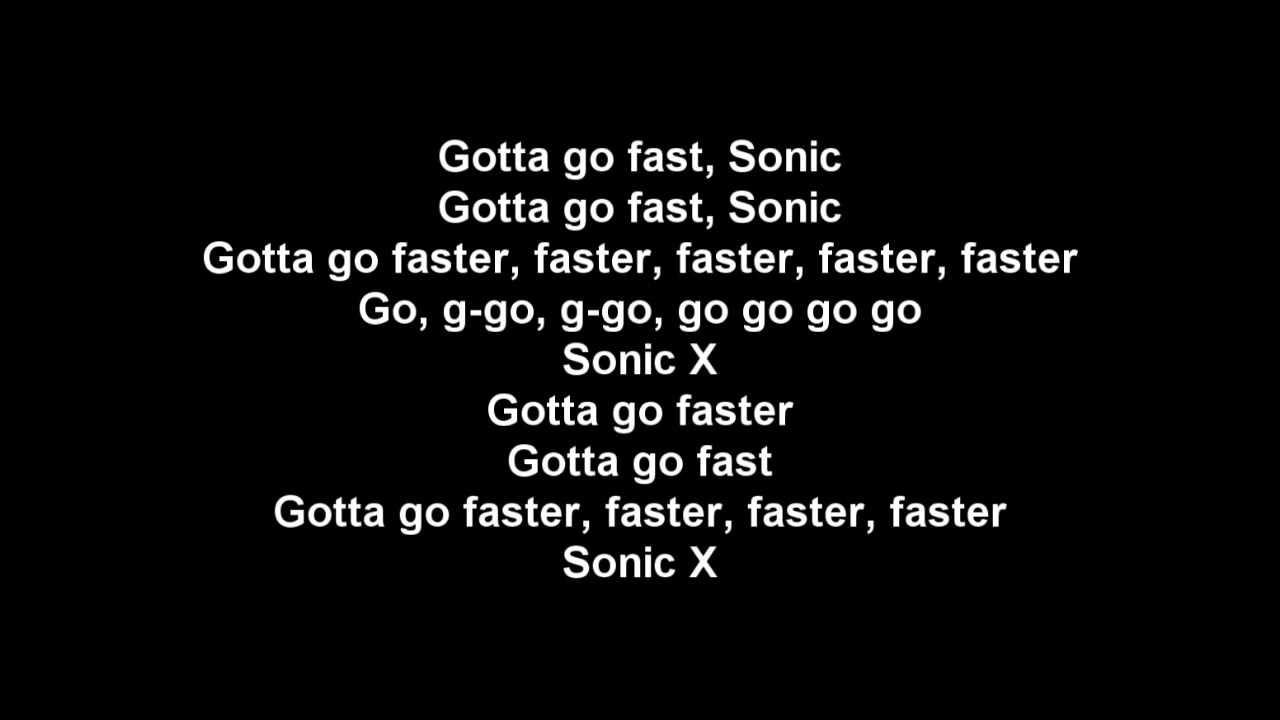 Gotta go fast, Sonic
Gotta go fast, Sonic
Gotta go faster, faster, faster, faster, faster
Go, g-go, g-go, go go go go
Sonic X
Gotta go faster
Gotta go fast
Gotta go faster, faster, faster, faster
Sonic X